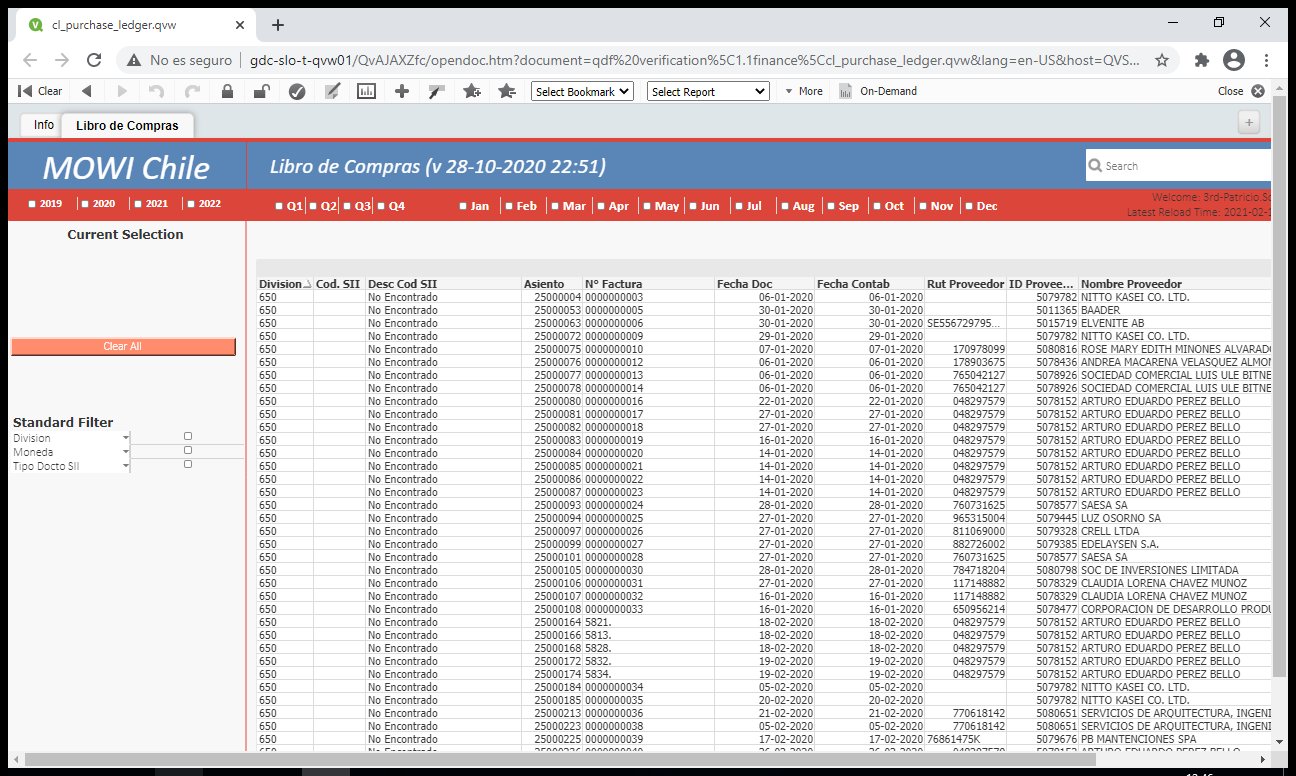 cl_purchase_ledger.qvw
No es seguro gdc-slo-t-qvw01/QvAJAXZfc/opendoc.htm?document=qdf%20verification%5C1.1finance%5Ccl_purchase_ledger.qvw&lang=en-US&host=QVS...
Clear Select Bookmark Select Report More On-Demand Close
Info Libro de Compras
MOWI Chile Libro de Compras (v 28-10-2020 22:51) Search
2019 2020 2021 2022 Q1 Q2 Q3 Q4 Jan Feb Mar Apr May Jun Jul Aug Sep Oct Nov Dec
Welcome: 3rd-Patricio.
Latest Reload Time: 2021-02-
Current Selection
Clear All
Standard Filter
Division
Moneda
Tipo Docto SII
Division Cod. SII Desc Cod SII Asiento N° Factura Fecha Doc Fecha Contab Rut Proveedor ID Provee... Nombre Proveedor
650 No Encontrado 25000004 0000000003 06-01-2020 06-01-2020 5079782 NITTO KASEI CO. LTD.
650 No Encontrado 25000053 0000000005 30-01-2020 30-01-2020 5011365 BAADER
650 No Encontrado 25000063 0000000006 30-01-2020 30-01-2020 SE556729795... 5015719 ELVENITE AB
650 No Encontrado 25000072 0000000009 29-01-2020 29-01-2020 5079782 NITTO KASEI CO. LTD.
650 No Encontrado 25000075 0000000010 07-01-2020 07-01-2020 170978099 5080816 ROSE MARY EDITH MINONES ALVARADO
650 No Encontrado 25000076 0000000012 06-01-2020 06-01-2020 178903675 5078436 ANDREA MACARENA VELASQUEZ ALMON
650 No Encontrado 25000077 0000000013 06-01-2020 06-01-2020 765042127 5078926 SOCIEDAD COMERCIAL LUIS ULE BITNE
650 No Encontrado 25000078 0000000014 06-01-2020 06-01-2020 765042127 5078926 SOCIEDAD COMERCIAL LUIS ULE BITNE
650 No Encontrado 25000080 0000000016 22-01-2020 22-01-2020 048297579 5078152 ARTURO EDUARDO PEREZ BELLO
650 No Encontrado 25000081 0000000017 27-01-2020 27-01-2020 048297579 5078152 ARTURO EDUARDO PEREZ BELLO
650 No Encontrado 25000082 0000000018 27-01-2020 27-01-2020 048297579 5078152 ARTURO EDUARDO PEREZ BELLO
650 No Encontrado 25000083 0000000019 16-01-2020 16-01-2020 048297579 5078152 ARTURO EDUARDO PEREZ BELLO
650 No Encontrado 25000084 0000000020 14-01-2020 14-01-2020 048297579 5078152 ARTURO EDUARDO PEREZ BELLO
650 No Encontrado 25000085 0000000021 14-01-2020 14-01-2020 048297579 5078152 ARTURO EDUARDO PEREZ BELLO
650 No Encontrado 25000086 0000000022 14-01-2020 14-01-2020 048297579 5078152 ARTURO EDUARDO PEREZ BELLO
650 No Encontrado 25000087 0000000023 14-01-2020 14-01-2020 048297579 5078152 ARTURO EDUARDO PEREZ BELLO
650 No Encontrado 25000093 0000000024 28-01-2020 28-01-2020 760731625 5078577 SAESA SA
650 No Encontrado 25000094 0000000025 27-01-2020 27-01-2020 965315004 5079445 LUZ OSORNO SA
650 No Encontrado 25000097 0000000026 27-01-2020 27-01-2020 811069000 5079328 CRELL LTDA
650 No Encontrado 25000099 0000000027 27-01-2020 27-01-2020 882726002 5079385 EDELAYSEN S.A.
650 No Encontrado 25000101 0000000028 27-01-2020 27-01-2020 760731625 5078577 SAESA SA
650 No Encontrado 25000105 0000000030 28-01-2020 28-01-2020 784718204 5080798 SOC DE INVERSIONES LIMITADA
650 No Encontrado 25000106 0000000031 27-01-2020 27-01-2020 117148882 5078329 CLAUDIA LORENA CHAVEZ MUNOZ
650 No Encontrado 25000107 0000000032 16-01-2020 16-01-2020 117148882 5078329 CLAUDIA LORENA CHAVEZ MUNOZ
650 No Encontrado 25000108 0000000033 16-01-2020 16-01-2020 650956214 5078477 CORPORACION DE DESARROLLO PRODU
650 No Encontrado 25000164 5821. 18-02-2020 18-02-2020 048297579 5078152 ARTURO EDUARDO PEREZ BELLO
650 No Encontrado 25000166 5813. 18-02-2020 18-02-2020 048297579 5078152 ARTURO EDUARDO PEREZ BELLO
650 No Encontrado 25000168 5828. 18-02-2020 18-02-2020 048297579 5078152 ARTURO EDUARDO PEREZ BELLO
650 No Encontrado 25000172 5832. 19-02-2020 19-02-2020 048297579 5078152 ARTURO EDUARDO PEREZ BELLO
650 No Encontrado 25000174 5834. 19-02-2020 19-02-2020 048297579 5078152 ARTURO EDUARDO PEREZ BELLO
650 No Encontrado 25000184 0000000034 05-02-2020 05-02-2020 5079782 NITTO KASEI CO. LTD.
650 No Encontrado 25000185 0000000035 20-02-2020 20-02-2020 5079782 NITTO KASEI CO. LTD.
650 No Encontrado 25000213 0000000036 21-02-2020 21-02-2020 770618142 5080651 SERVICIOS DE ARQUITECTURA, INGENI
650 No Encontrado 25000223 0000000038 05-02-2020 05-02-2020 770618142 5080651 SERVICIOS DE ARQUITECTURA, INGENI
650 No Encontrado 25000225 0000000039 17-02-2020 17-02-2020 76861475K 5079676 PB MANTENCIONES SPA